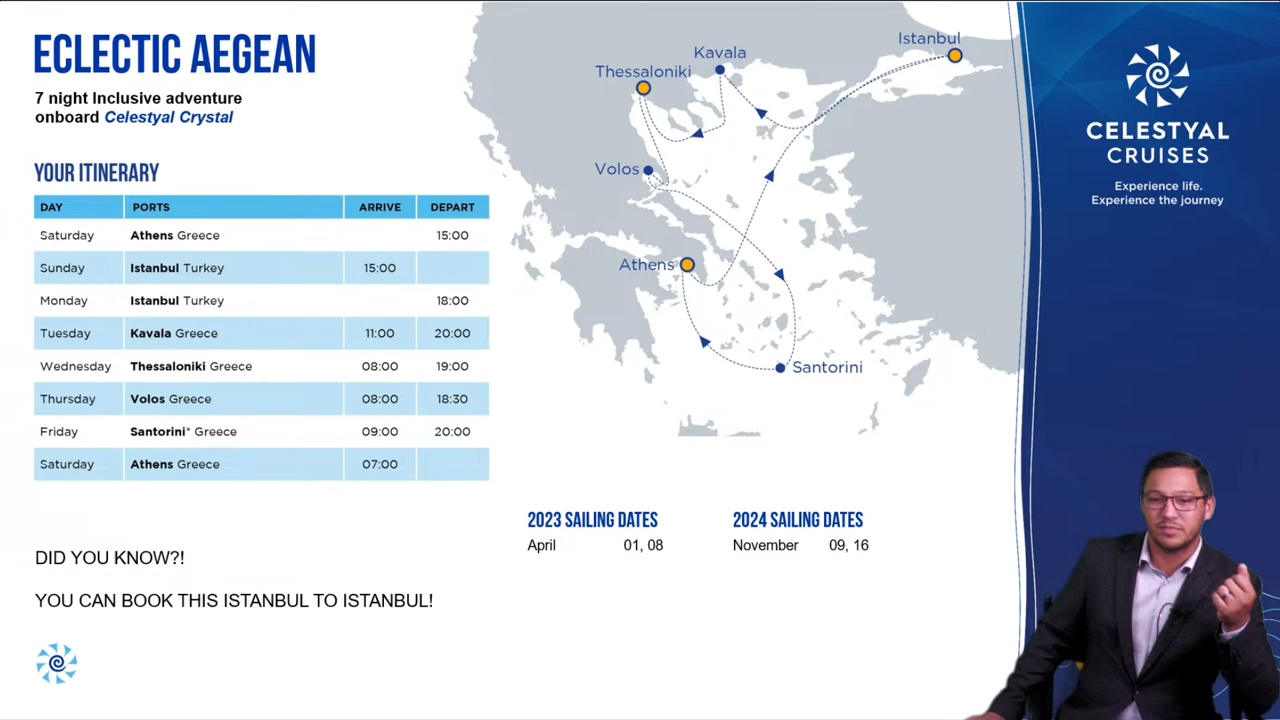 ECLECTIC AEGEAN
7 night Inclusive adventure
onboard Celestyal Crystal
YOUR ITINERARY
DAY PORTS ARRIVE DEPART
Saturday Athens Greece 15:00
Sunday Istanbul Turkey 15:00
Monday Istanbul Turkey 18:00
Tuesday Kavala Greece 11:00 20:00
Wednesday Thessaloniki Greece 08:00 19:00
Thursday Volos Greece 08:00 18:30
Friday Santorini* Greece 09:00 20:00
Saturday Athens Greece 07:00
DID YOU KNOW?!
YOU CAN BOOK THIS ISTANBUL TO ISTANBUL!
Istanbul
Kavala
Thessaloniki
Volos
Athens
Santorini
2023 SAILING DATES
April 01, 08
2024 SAILING DATES
November 09, 16
CELESTYAL
CRUISES
Experience life.
Experience the journey